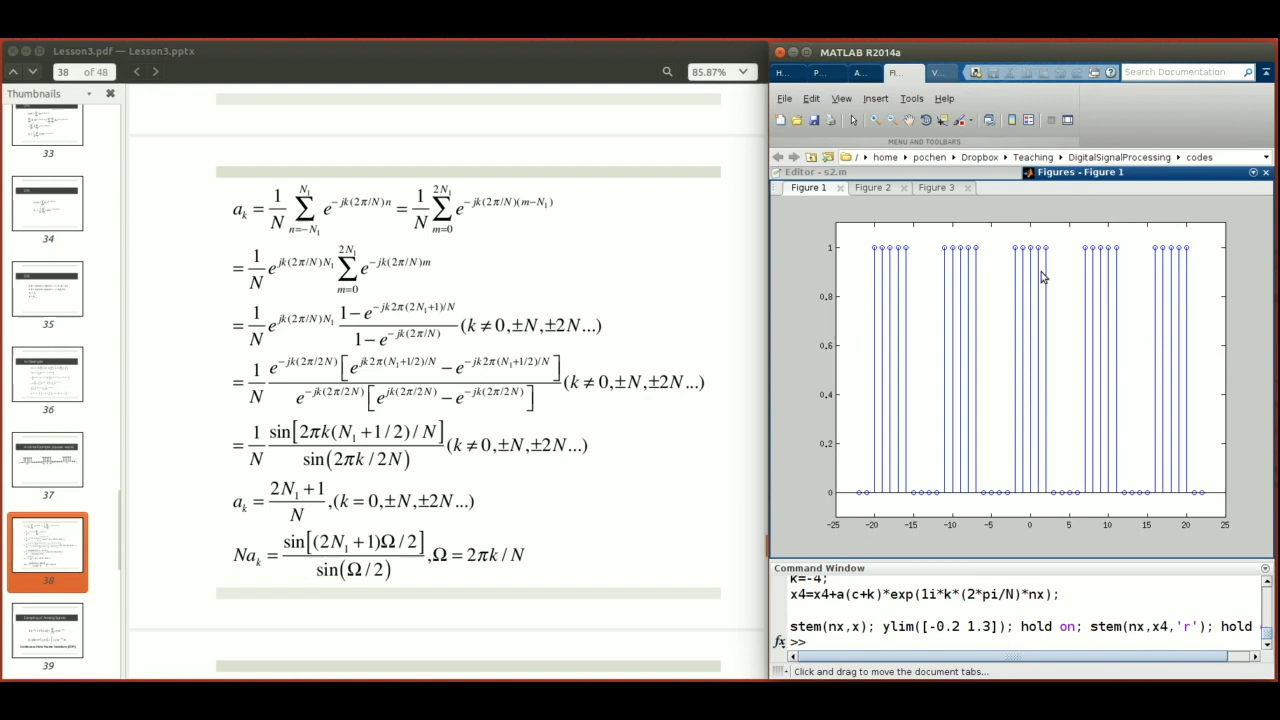 Lesson3.pdf — Lesson3.pptx
38 of 48
85.87%
Thumbnails
33
34
35
36
37
38
39
a_k = 1/N ∑_{n=-N_1}^{N_1} e^{-jk(2π/N)n} = 1/N ∑_{m=0}^{2N_1} e^{-jk(2π/N)(m-N_1)}
= 1/N e^{jk(2π/N)N_1} ∑_{m=0}^{2N_1} e^{-jk(2π/N)m}
= 1/N e^{jk(2π/N)N_1} (1-e^{-jk2π(2N_1+1)/N})/(1-e^{-jk(2π/N)}) (k ≠ 0,±N,±2N...)
= 1/N (e^{-jk(2π/2N)}[e^{jk2π(N_1+1/2)/N} - e^{-jk2π(N_1+1/2)/N}])/(e^{-jk(2π/2N)}[e^{jk(2π/2N)} - e^{-jk(2π/2N)}]) (k ≠ 0,±N,±2N...)
= 1/N sin[2πk(N_1+1/2)/N]/sin(2πk/2N) (k ≠ 0,±N,±2N...)
a_k = (2N_1+1)/N ,(k = 0,±N,±2N...)
Na_k = sin[(2N_1+1)Ω/2]/sin(Ω/2) ,Ω = 2πk/N
MATLAB R2014a
H... P... A... Fi... V...
Search Documentation
File Edit View Insert Tools Help
MENU AND TOOLBARS
/ home pochen Dropbox Teaching DigitalSignalProcessing codes
Editor - s2.m
Figures - Figure 1
Figure 1 Figure 2 Figure 3
1
0.8
0.6
0.4
0.2
0
-25 -20 -15 -10 -5 0 5 10 15 20 25
Command Window
k=-4;
x4=x4+a(c+k)*exp(1i*k*(2*pi/N)*nx);
stem(nx,x); ylim([-0.2 1.3]); hold on; stem(nx,x4,'r'); hold
fx >>
Click and drag to move the document tabs...